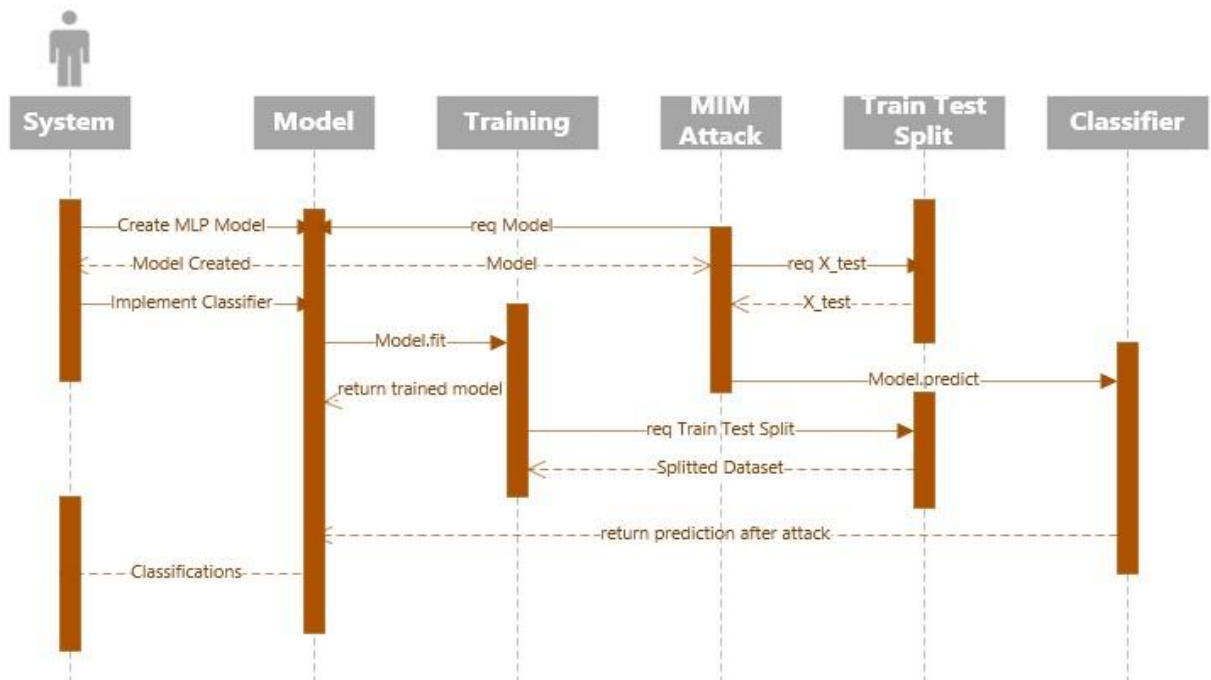 System
Model
Training
MIM
Attack
Train Test
Split
Classifier
Create MLP Model
req Model
Model Created
Model
req X_test
Implement Classifier
X_test
Model.fit
Model.predict
return trained model
req Train Test Split
Splitted Dataset
return prediction after attack
Classifications